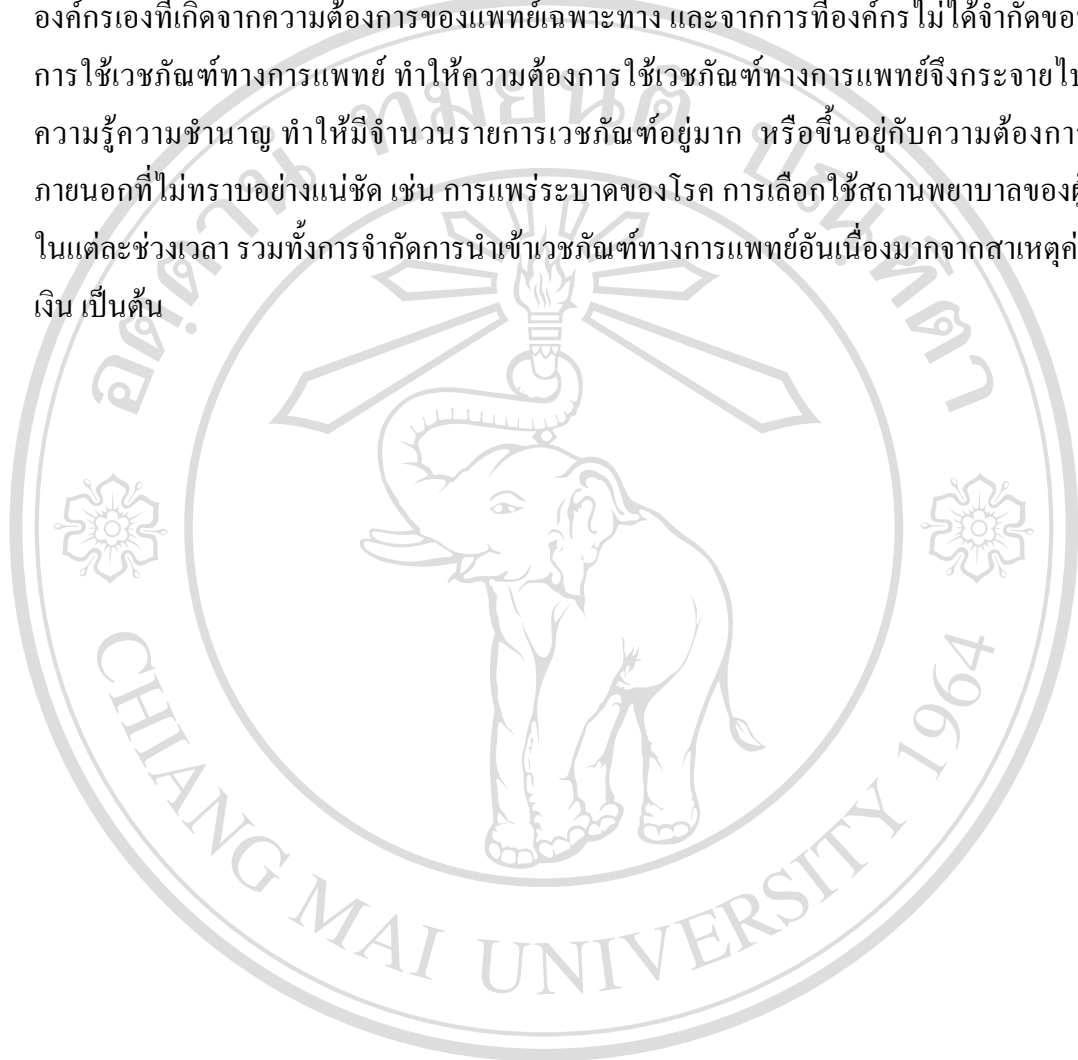 องค์กรเองที่เกิดจากความต้องการของแพทย์เฉพาะทาง และจากการที่องค์กรไม่ได้จำกัด
การใช้เวชภัณฑ์ทางการแพทย์ ทำให้ความต้องการใช้เวชภัณฑ์ทางการแพทย์จึงกระจายไป
ความรู้ความชำนาญ ทำให้มีจำนวนรายการเวชภัณฑ์อยู่มาก หรือขึ้นอยู่กับความต้องการ
ภายนอกที่ไม่ทราบอย่างแน่ชัด เช่น การแพร่ระบาดของโรค การเลือกใช้สถานพยาบาลของ
ในแต่ละช่วงเวลา รวมทั้งการจำกัดการนำเข้าเวชภัณฑ์ทางการแพทย์อันเนื่องมากจากสาเหตุ
เงิน เป็นต้น
อตฺตานํ ทมยนฺติ ปณฺฑิตา
CHIANG MAI UNIVERSITY 1964